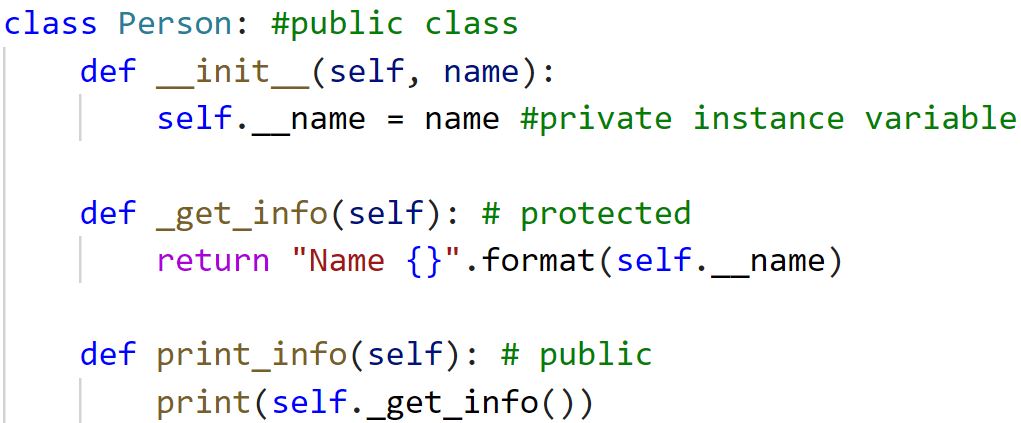 class Person: #public class
    def __init__(self, name):
        self.__name = name #private instance variable
    def _get_info(self): # protected
        return "Name {}".format(self.__name)
    def print_info(self): # public
        print(self._get_info())